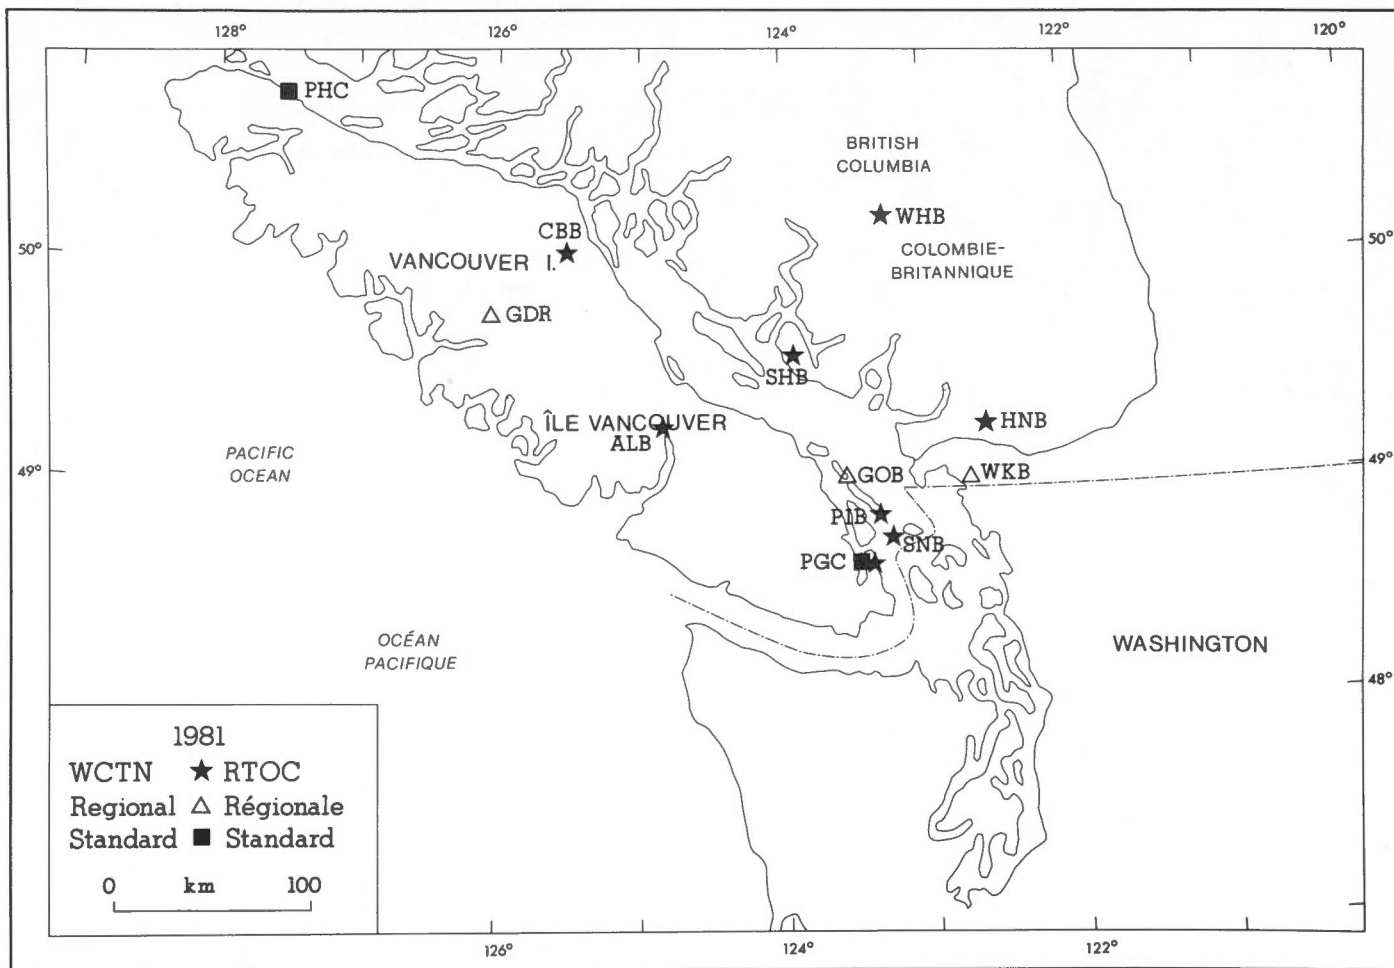 128° 126° 124° 122° 120°
PHC
BRITISH
COLUMBIA
WHB
CBB
50° 50°
VANCOUVER I.
COLOMBIE-
BRITANNIQUE
GDR
SHB
ÎLE VANCOUVER
HNB
ALB
PACIFIC
OCEAN
49° 49°
GOB
WKB
PIB
SNB
PGC
OCÉAN
PACIFIQUE
WASHINGTON
48°
1981
WCTN ★ RTOC
Regional △ Régionale
Standard ■ Standard
0 km 100
126° 124° 122°